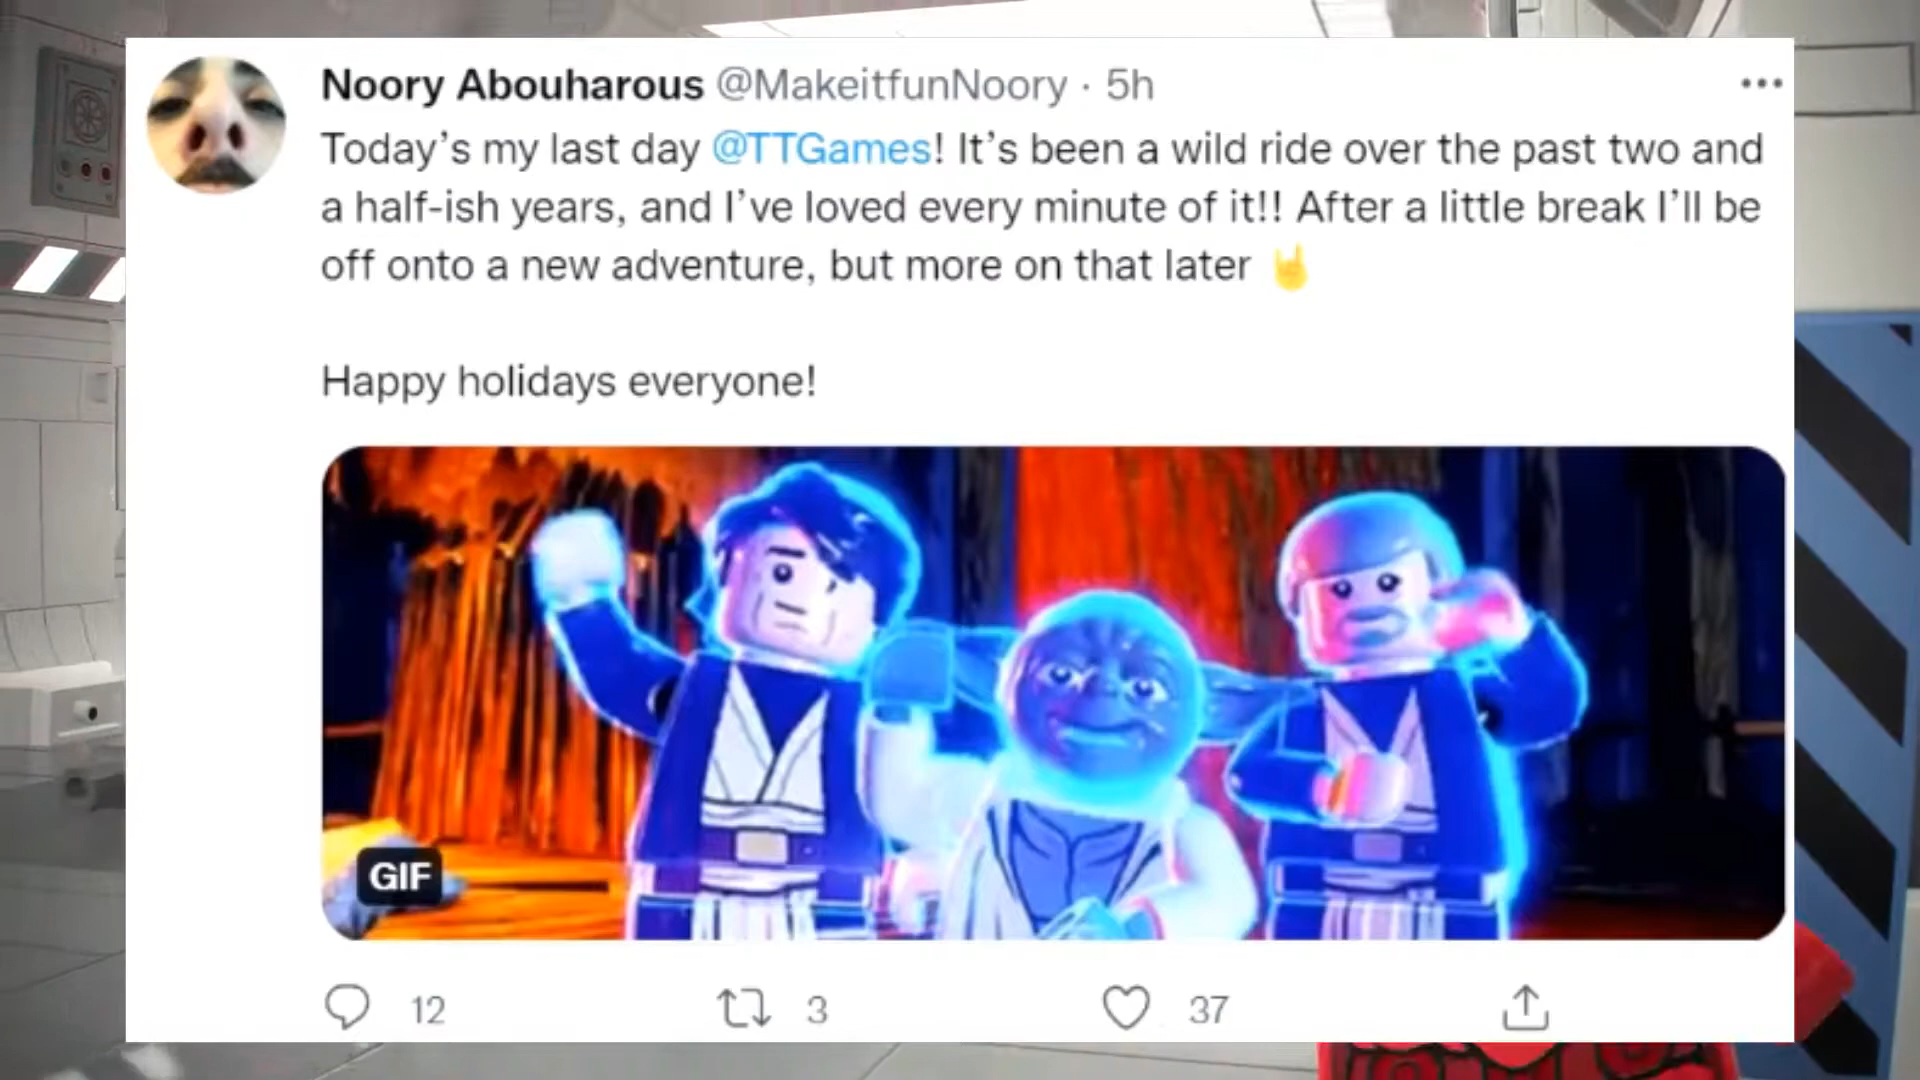 Noory Abouharous @MakeitfunNoory · 5h
Today’s my last day @TTGames! It’s been a wild ride over the past two and
a half-ish years, and I’ve loved every minute of it!! After a little break I’ll be
off onto a new adventure, but more on that later 🤘
Happy holidays everyone!
GIF
12 3 37